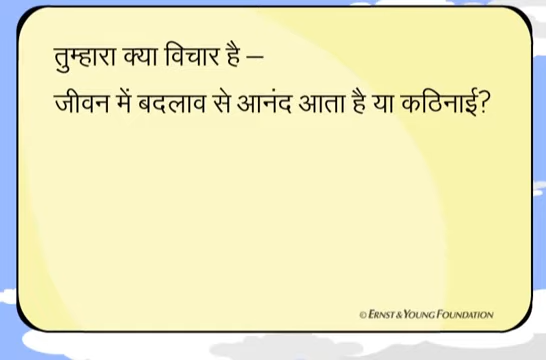 तुम्हारा क्या विचार है –
जीवन में बदलाव से आनंद आता है या कठिनाई?
© ERNST & YOUNG FOUNDATION